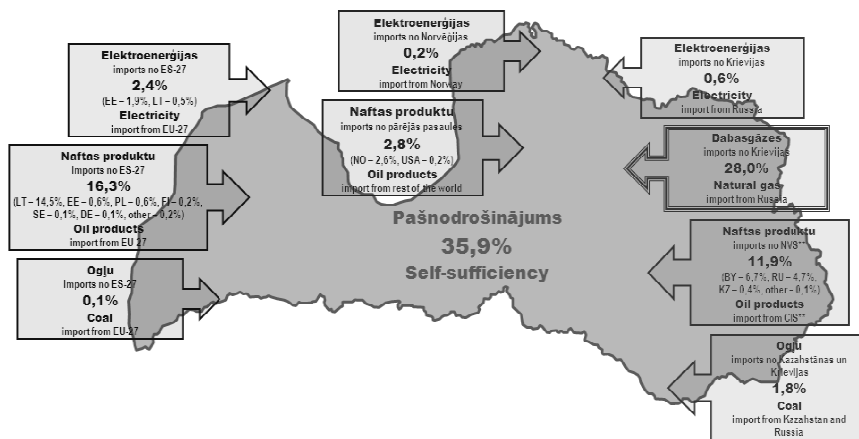 Elektroenerģijas
imports no ES-27
2,4%
(EE – 1,9%, LT – 0,5%)
Electricity
import from EU-27
Naftas produktu
Imports no ES-27
16,3%
(LT – 14,5%, EE – 0,6%, PL – 0,6%, FI – 0,2%,
SE – 0,1%, DE – 0,1%, other – 0,2%)
Oil products
import from EU 27
Ogļu
Imports no ES-27
0,1%
Coal
import from EU-27
Elektroenerģijas
imports no Norvēģijas
0,2%
Electricity
import from Norway
Naftas produktu
imports no pārējās pasaules
2,8%
(NO – 2,6%, USA – 0,2%)
Oil products
import from rest of the world
Pašnodrošinājums
35,9%
Self-sufficiency
Elektroenerģijas
imports no Krievijas
0,6%
Electricity
import from Russia
Dabasgāzes
imports no Krievijas
28,0%
Natural gas
import from Russia
Naftas produktu
imports no NVS**
11,9%
(BY – 6,7%, RU – 4,7%,
KZ – 0,4%, other – 0,1%)
Oil products
import from CIS**
Ogļu
imports no Kazahstānas un
Krievijas
1,8%
Coal
import from Kazahstan and
Russia